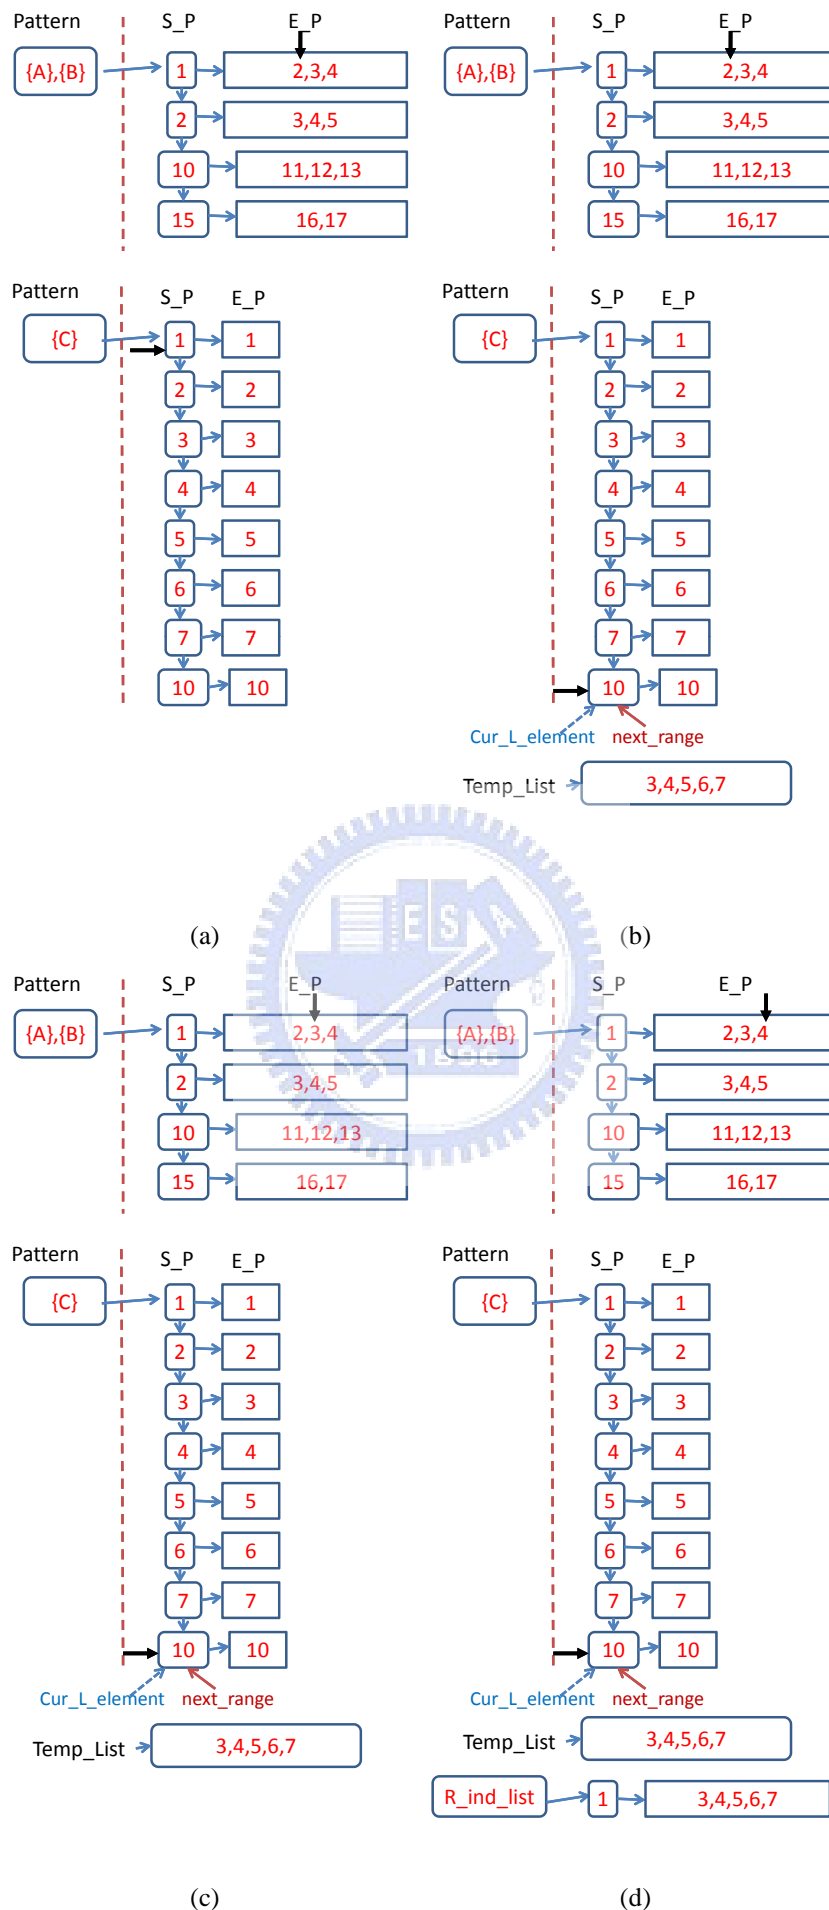 Pattern S_P E_P
{A},{B} 1 2,3,4
2 3,4,5
10 11,12,13
15 16,17
Pattern S_P E_P
{C} 1 1
2 2
3 3
4 4
5 5
6 6
7 7
10 10
(a)
Pattern S_P E_P
{A},{B} 1 2,3,4
2 3,4,5
10 11,12,13
15 16,17
Pattern S_P E_P
{C} 1 1
2 2
3 3
4 4
5 5
6 6
7 7
10 10
Cur_L_element next_range
Temp_List 3,4,5,6,7
(b)
E S A
1896
Pattern S_P E_P
{A},{B} 1 2,3,4
2 3,4,5
10 11,12,13
15 16,17
Pattern S_P E_P
{C} 1 1
2 2
3 3
4 4
5 5
6 6
7 7
10 10
Cur_L_element next_range
Temp_List 3,4,5,6,7
(c)
Pattern S_P E_P
{A},{B} 1 2,3,4
2 3,4,5
10 11,12,13
15 16,17
Pattern S_P E_P
{C} 1 1
2 2
3 3
4 4
5 5
6 6
7 7
10 10
Cur_L_element next_range
Temp_List 3,4,5,6,7
R_ind_list 1 3,4,5,6,7
(d)